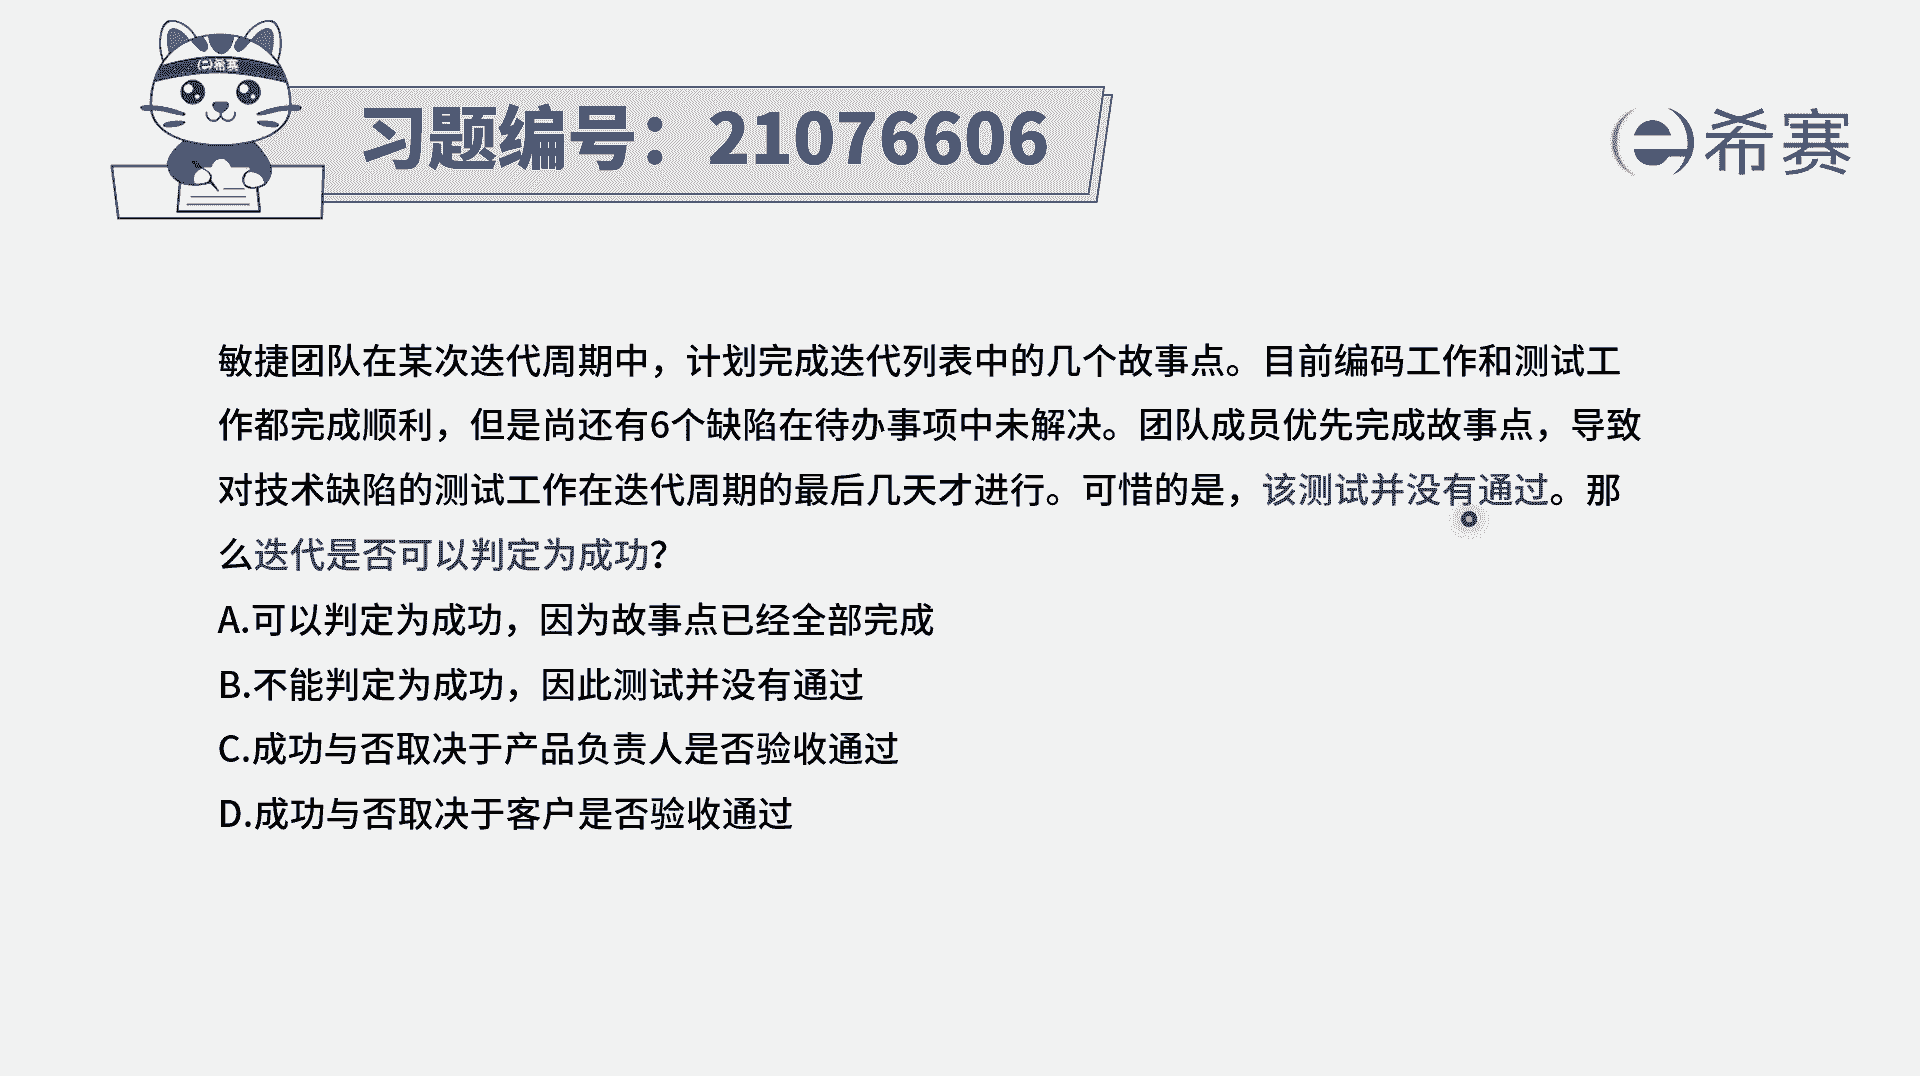 希赛
习题编号：21076606
希赛
敏捷团队在某次迭代周期中，计划完成迭代列表中的几个故事点。目前编码工作和测试工
作都完成顺利，但是尚还有6个缺陷在待办事项中未解决。团队成员优先完成故事点，导致
对技术缺陷的测试工作在迭代周期的最后几天才进行。可惜的是，该测试并没有通过。那
么迭代是否可以判定为成功？
A.可以判定为成功，因为故事点已经全部完成
B.不能判定为成功，因此测试并没有通过
C.成功与否取决于产品负责人是否验收通过
D.成功与否取决于客户是否验收通过